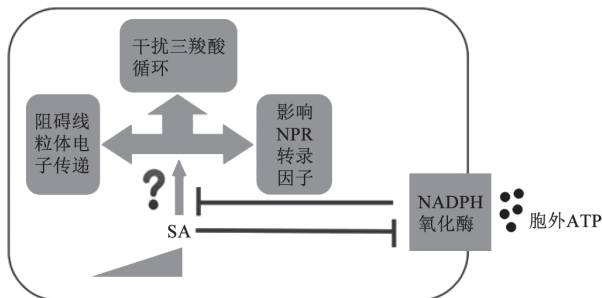 干扰三羧酸
循环
阻碍线
粒体电
子传递
影响
NPR
转录
因子
?
SA
NADPH
氧化酶
胞外ATP